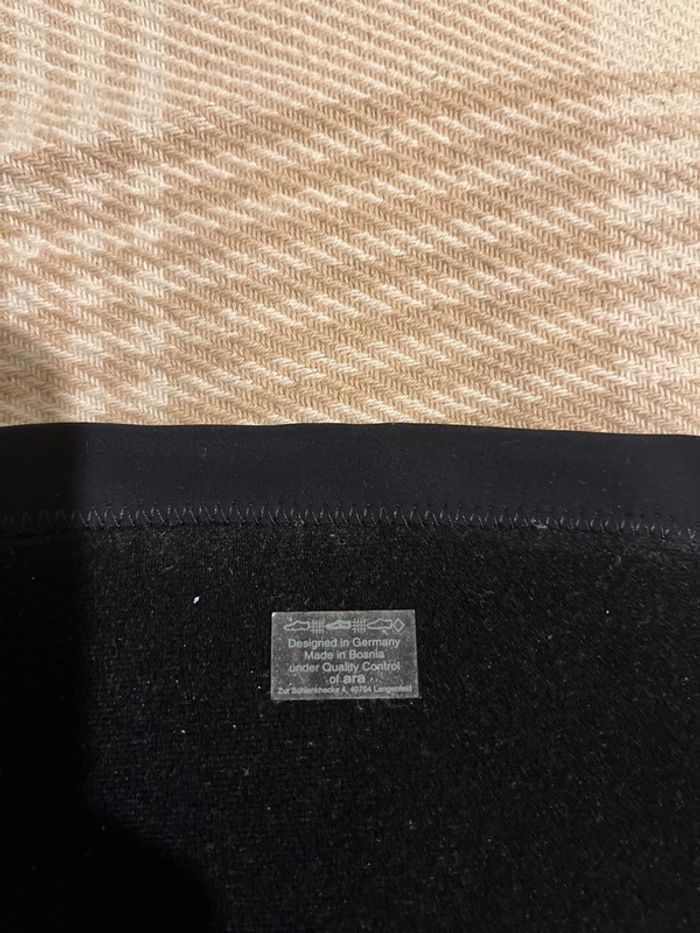 Designed in Germany
Made in Bosnia
under Quality Control
of ara
Zur Schlenkhecke 4, 40764 Langenfeld